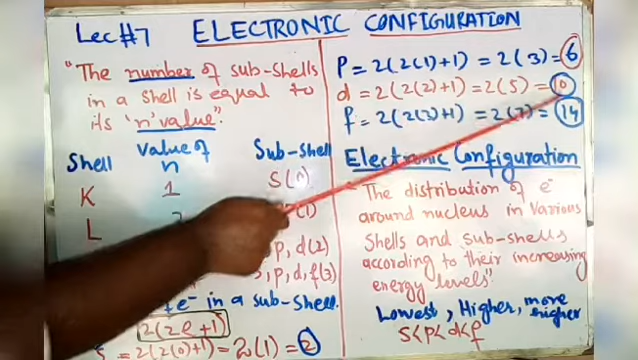 Lec#7 ELECTRONIC CONFIGURATION
"The number of sub-shells
in a shell is equal to
its 'n' value".
Shell value of n Sub-shell
K 1 S(0)
L (1)
p, d(2)
p, d, f(3)
e⁻ in a sub-shell.
2(2l+1)
S = 2(2(0)+1) = 2(1) = 2
P = 2(2(1)+1) = 2(3) = 6
d = 2(2(2)+1) = 2(5) = 10
f = 2(2(3)+1) = 2(7) = 14
Electronic Configuration
"The distribution of e⁻
around nucleus in various
shells and sub-shells
according to their increasing
energy levels"
Lowest, Higher, more higher
S<P<d<f